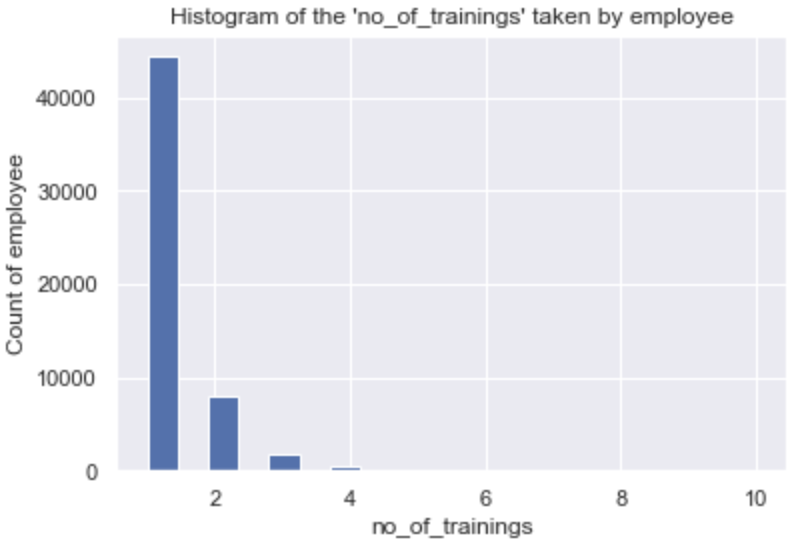 Histogram of the 'no_of_trainings' taken by employee
Count of employee
40000
30000
20000
10000
0
2 4 6 8 10
no_of_trainings